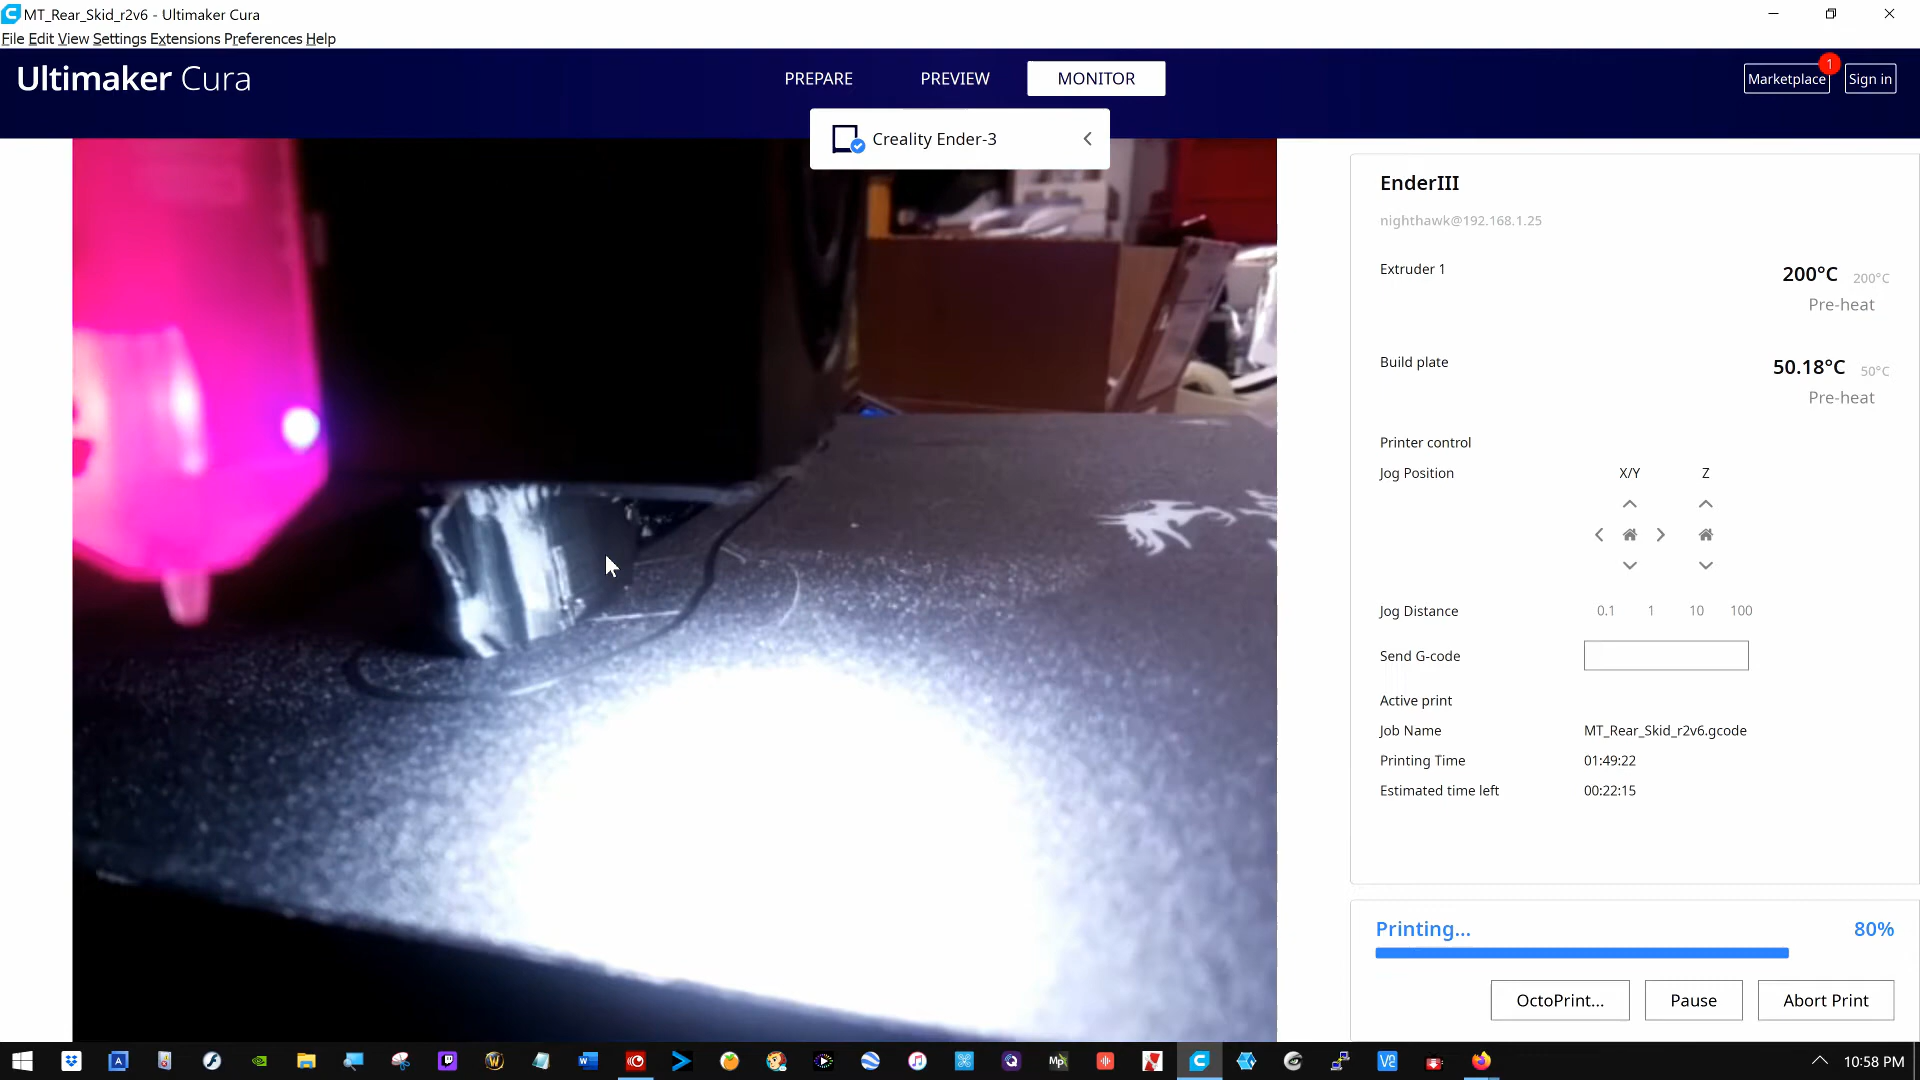 MT_Rear_Skid_r2v6 - Ultimaker Cura
File Edit View Settings Extensions Preferences Help
Ultimaker Cura
PREPARE PREVIEW MONITOR
Marketplace 1 Sign in
Creality Ender-3
EnderIII
nighthawk@192.168.1.25
Extruder 1 200°C 200°C
Pre-heat
Build plate 50.18°C 50°C
Pre-heat
Printer control
Jog Position X/Y Z
Jog Distance 0.1 1 10 100
Send G-code
Active print
Job Name MT_Rear_Skid_r2v6.gcode
Printing Time 01:49:22
Estimated time left 00:22:15
Printing... 80%
OctoPrint... Pause Abort Print
10:58 PM